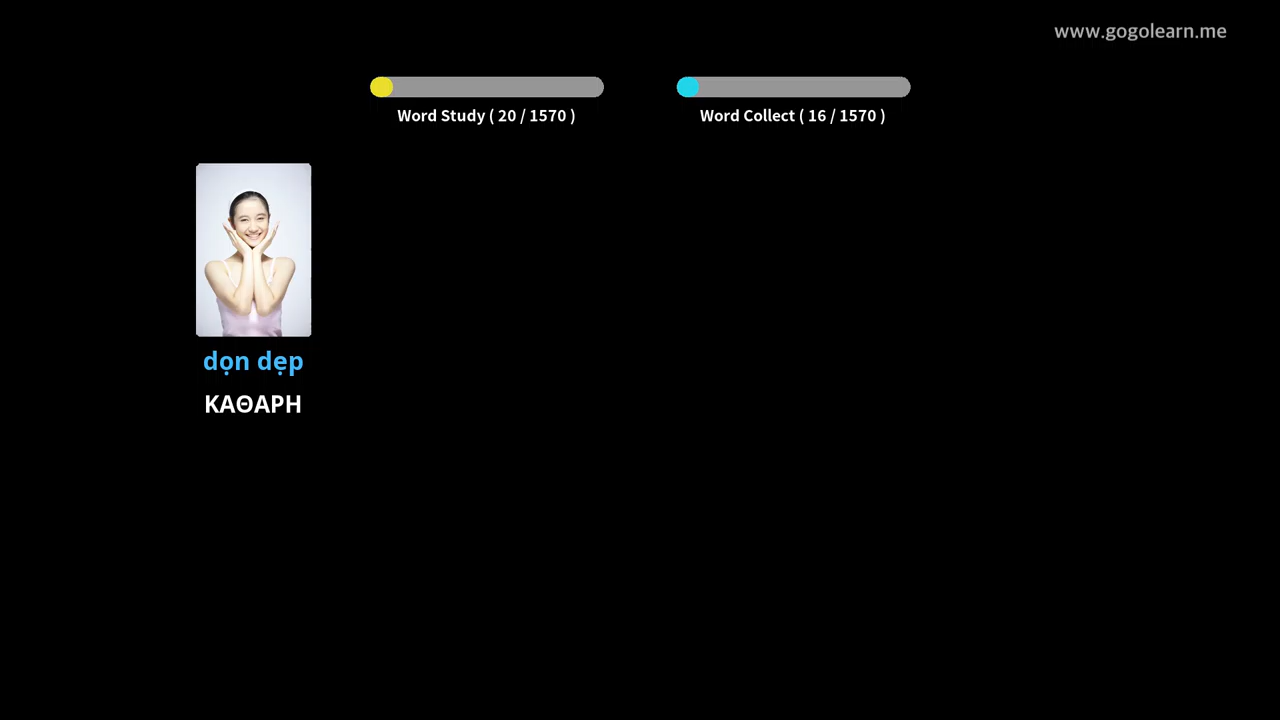 www.gogolearn.me
Word Study ( 20 / 1570 )
Word Collect ( 16 / 1570 )
dọn dẹp
ΚΑΘΑΡΗ